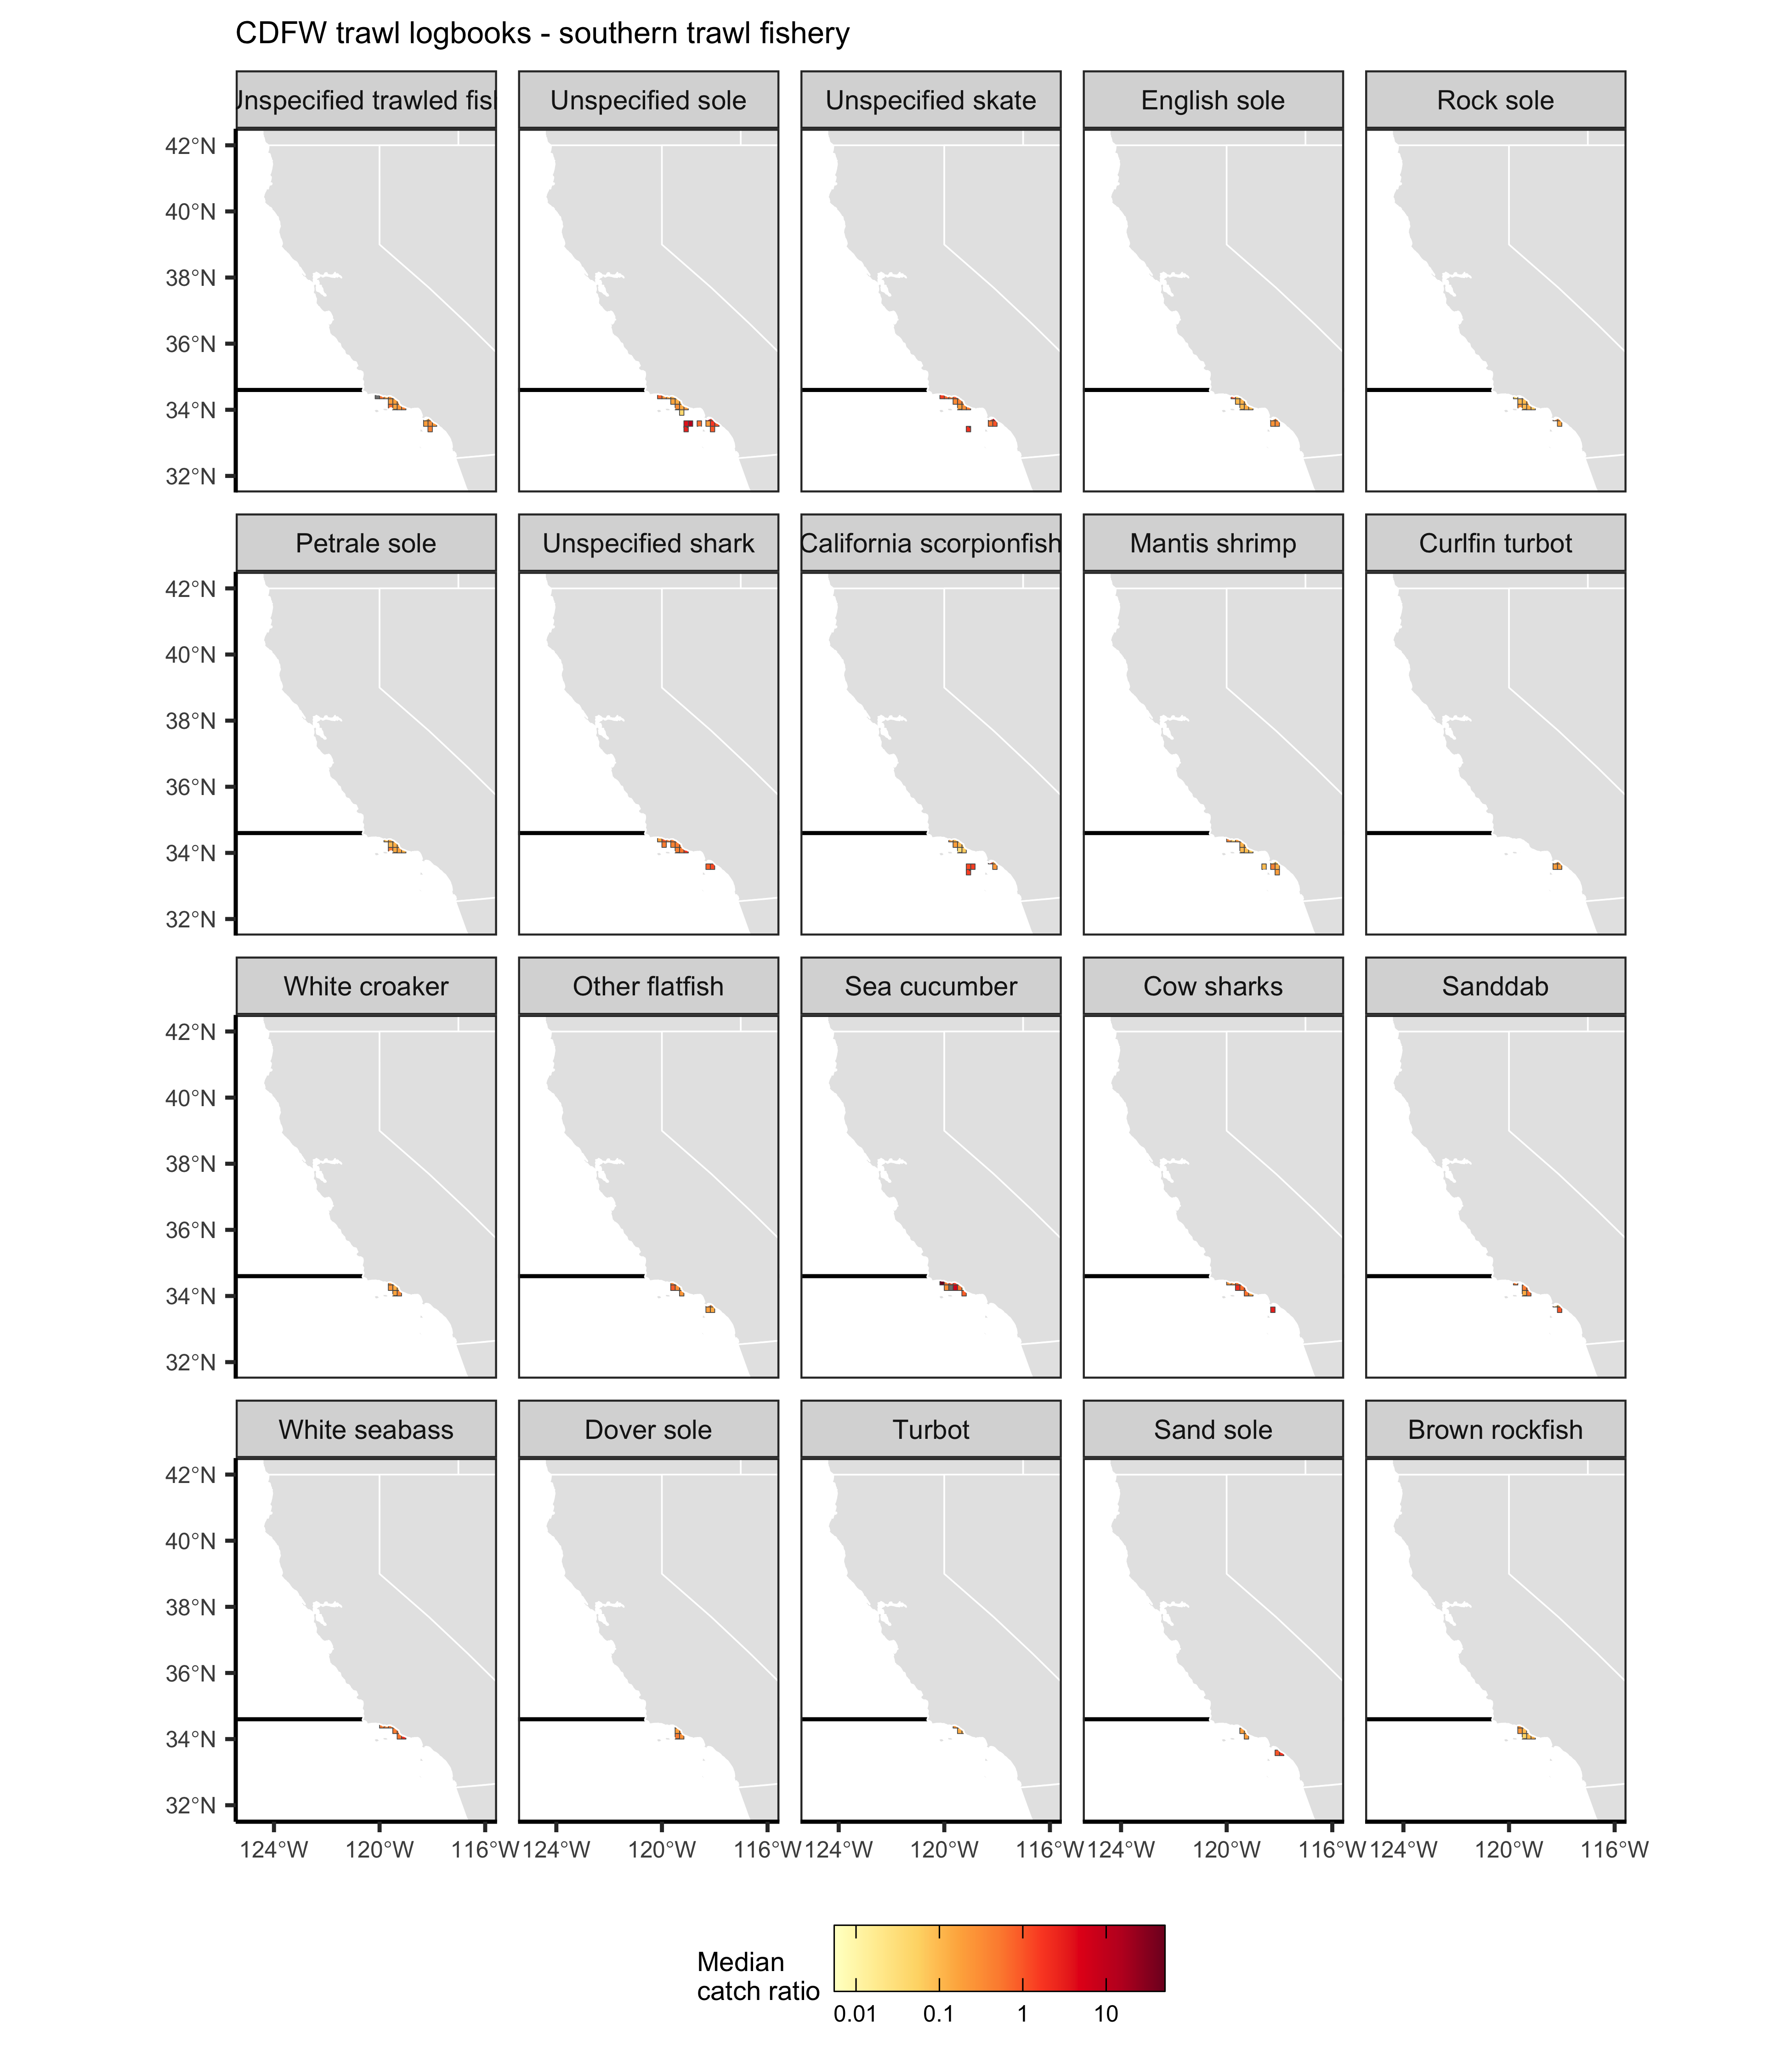 CDFW trawl logbooks - southern trawl fishery
Unspecified trawled fish
Unspecified sole
Unspecified skate
English sole
Rock sole
42°N
40°N
38°N
36°N
34°N
32°N
Petrale sole
Unspecified shark
California scorpionfish
Mantis shrimp
Curlfin turbot
42°N
40°N
38°N
36°N
34°N
32°N
White croaker
Other flatfish
Sea cucumber
Cow sharks
Sanddab
42°N
40°N
38°N
36°N
34°N
32°N
White seabass
Dover sole
Turbot
Sand sole
Brown rockfish
42°N
40°N
38°N
36°N
34°N
32°N
124°W 120°W 116°W 124°W 120°W 116°W 124°W 120°W 116°W 124°W 120°W 116°W 124°W 120°W 116°W
Median
catch ratio
0.01 0.1 1 10